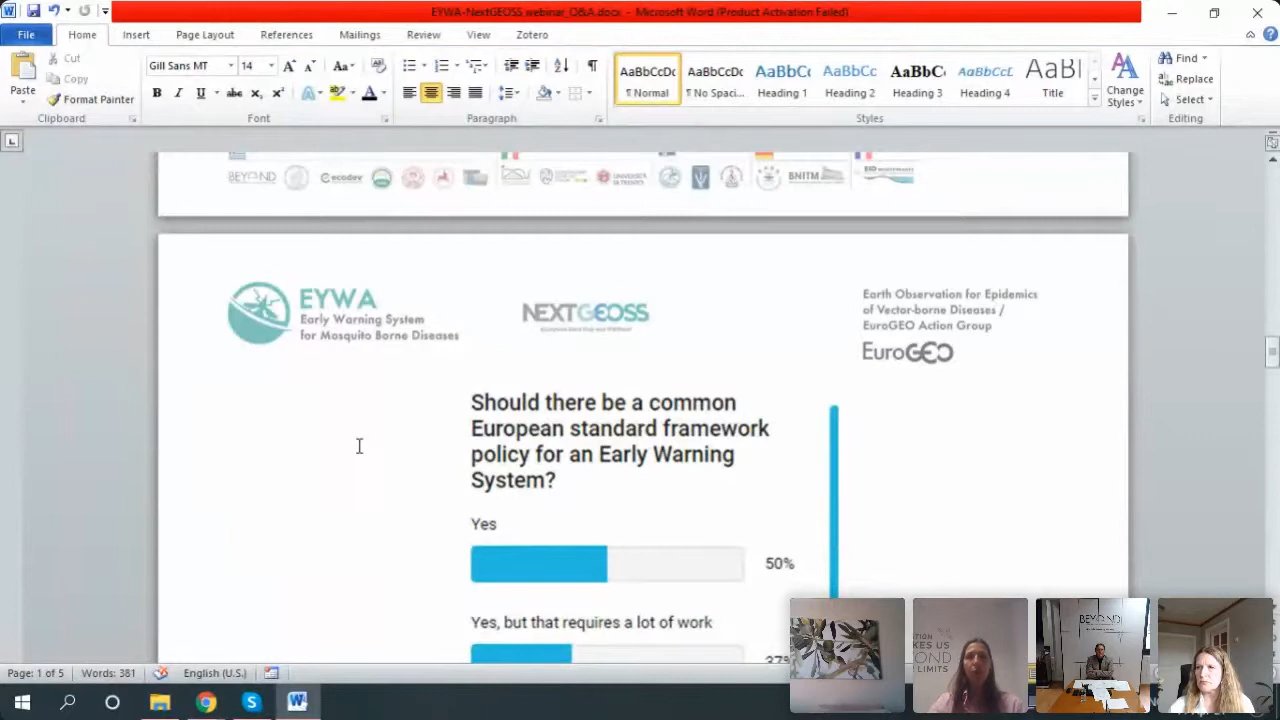 EYWA-NextGEOSS webinar_Q&A.docx - Microsoft Word (Product Activation Failed)
File Home Insert Page Layout References Mailings Review View Zotero
Cut
Copy
Format Painter
Paste
Clipboard
Gill Sans MT 14
Font
Paragraph
AaBbCcDc AaBbCcDc AaBbCc AaBbCc AaBbCc AaBbCcL AaBl
¶ Normal ¶ No Spaci... Heading 1 Heading 2 Heading 3 Heading 4 Title
Change
Styles
Styles
Find
Replace
Select
Editing
BEYOND ecodev BNITM
EYWA
Early Warning System
for Mosquito Borne Diseases
NEXTGEOSS
Earth Observation for Epidemics
of Vector-borne Diseases /
EuroGEO Action Group
EuroGEO
Should there be a common
European standard framework
policy for an Early Warning
System?
Yes
50%
Yes, but that requires a lot of work
37%
BEYOND
Page: 1 of 5 Words: 381 English (U.S.)